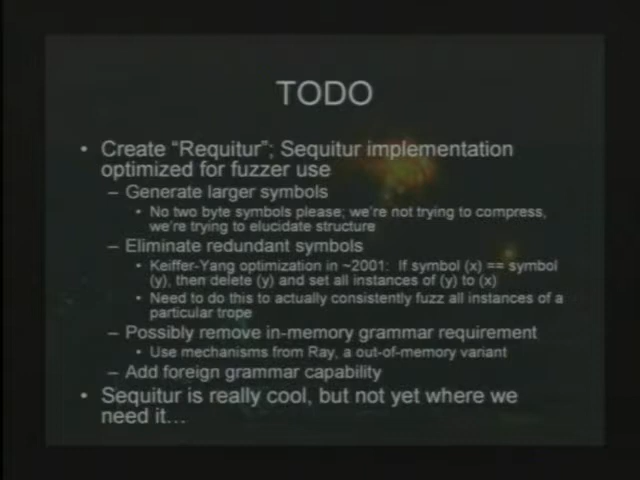 TODO
• Create “Requitur”; Sequitur implementation
optimized for fuzzer use
– Generate larger symbols
• No two byte symbols please; we’re not trying to compress,
we’re trying to elucidate structure
– Eliminate redundant symbols
• Keiffer-Yang optimization in ~2001: If symbol (x) == symbol
(y), then delete (y) and set all instances of (y) to (x)
• Need to do this to actually consistently fuzz all instances of a
particular trope
– Possibly remove in-memory grammar requirement
• Use mechanisms from Ray, a out-of-memory variant
– Add foreign grammar capability
• Sequitur is really cool, but not yet where we
need it…